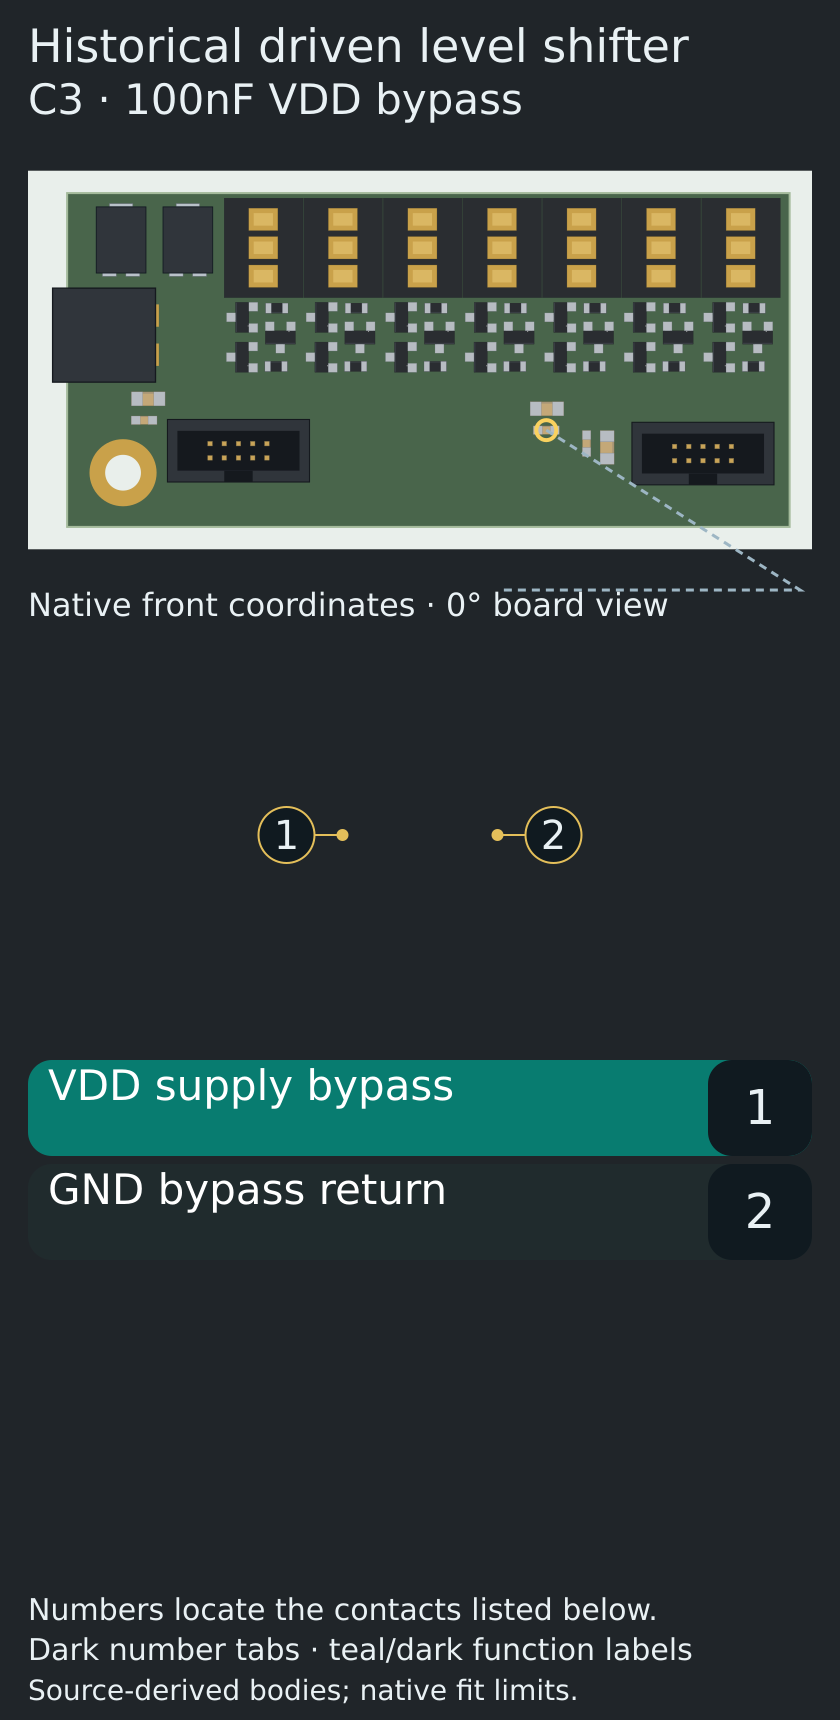 Historical driven level shifter
C3 · 100nF VDD bypass
Native front coordinates · 0° board view
1
2
VDD supply bypass
1
GND bypass return
2
Numbers locate the contacts listed below.
Dark number tabs · teal/dark function labels
Source-derived bodies; native fit limits.